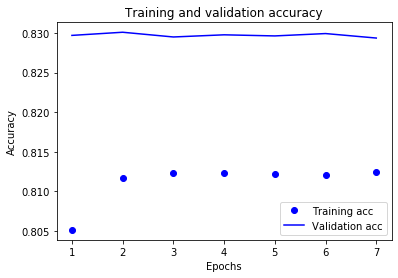 Training and validation accuracy
Accuracy
0.830
0.825
0.820
0.815
0.810
0.805
1 2 3 4 5 6 7
Epochs
Training acc
Validation acc